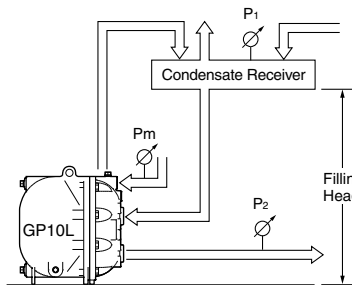 P1
Condensate Receiver
Pm
Fillin
Hea
P2
GP10L